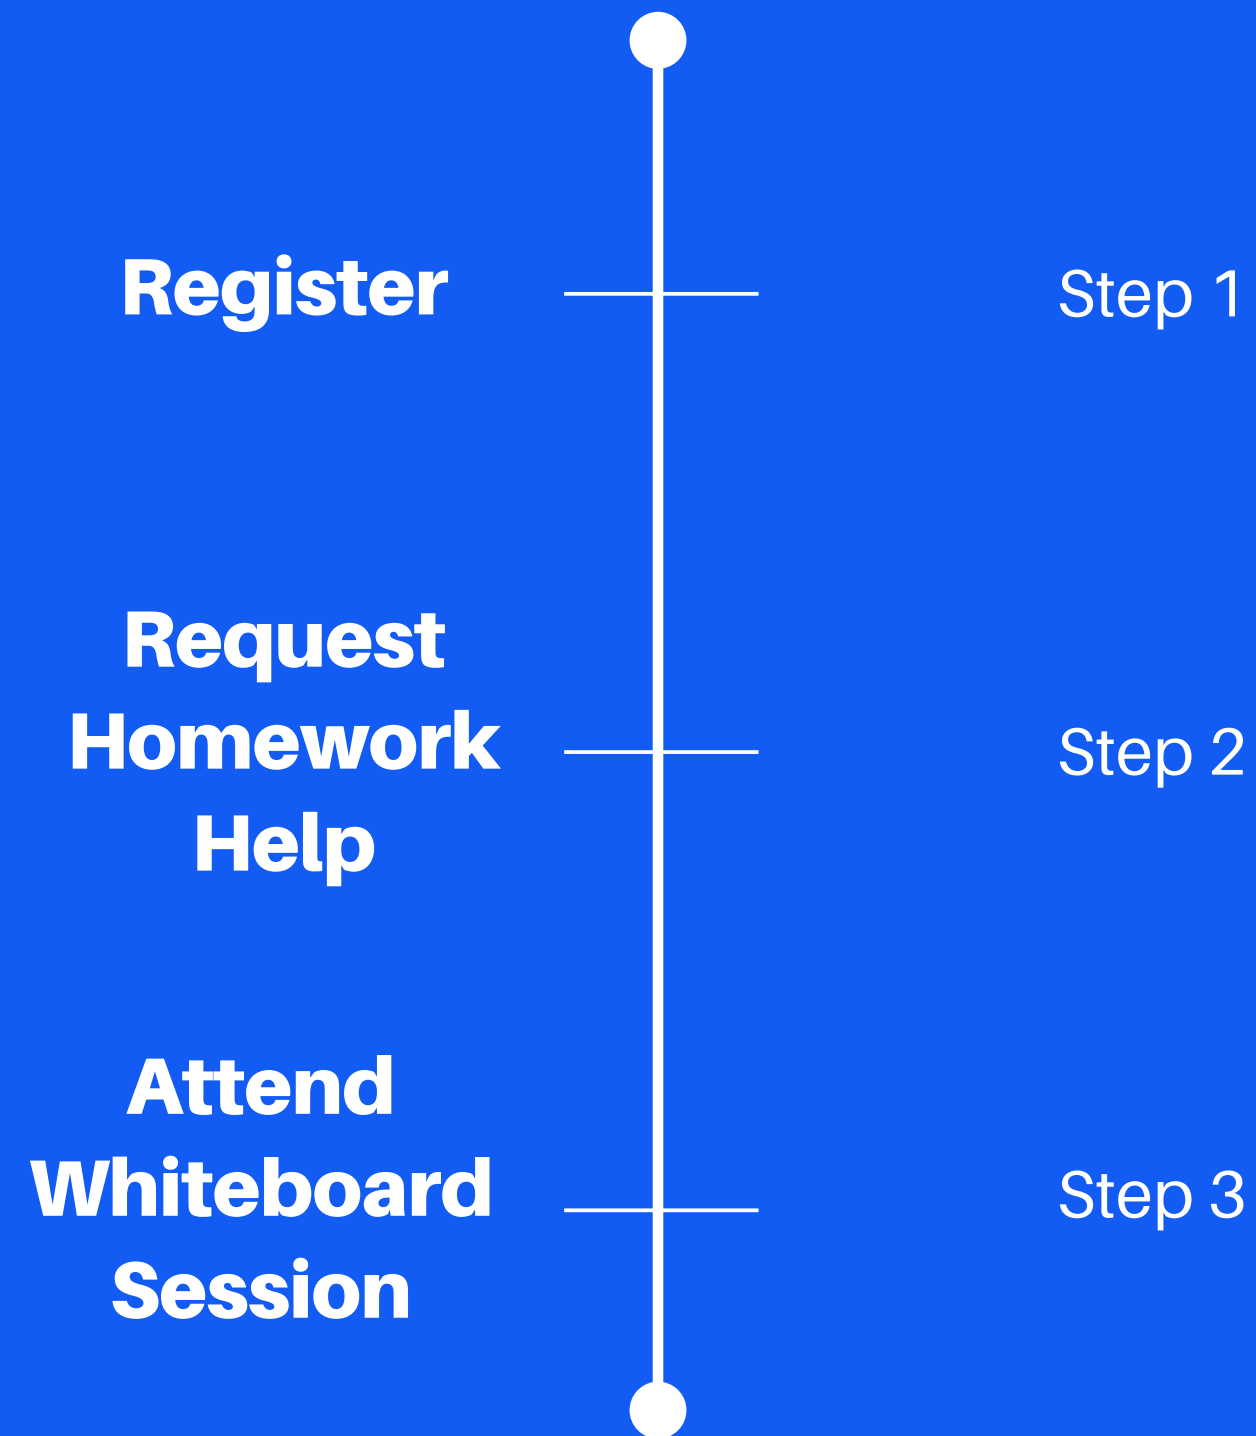 Register
Step 1
Request
Homework
Help
Step 2
Attend
Whiteboard
Session
Step 3